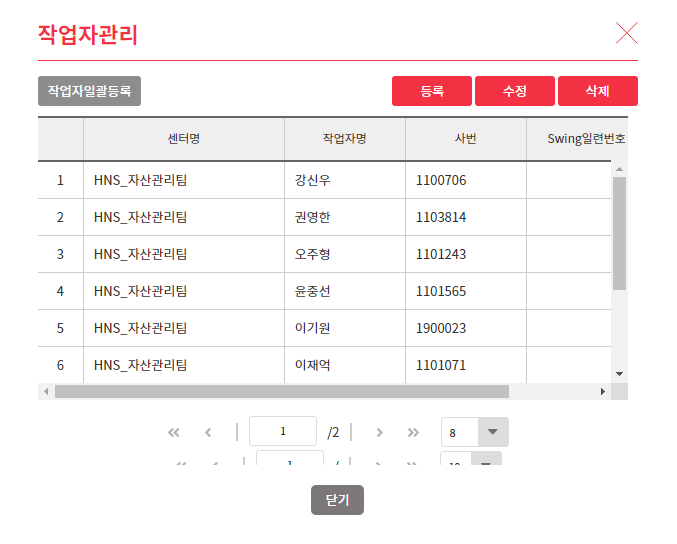 작업자관리
작업자일괄등록 등록 수정 삭제
센터명 작업자명 사번 Swing일련번호
1 HNS_자산관리팀 강신우 1100706
2 HNS_자산관리팀 권영한 1103814
3 HNS_자산관리팀 오주형 1101243
4 HNS_자산관리팀 윤중선 1101565
5 HNS_자산관리팀 이기원 1900023
6 HNS_자산관리팀 이재억 1101071
1 /2 8
닫기